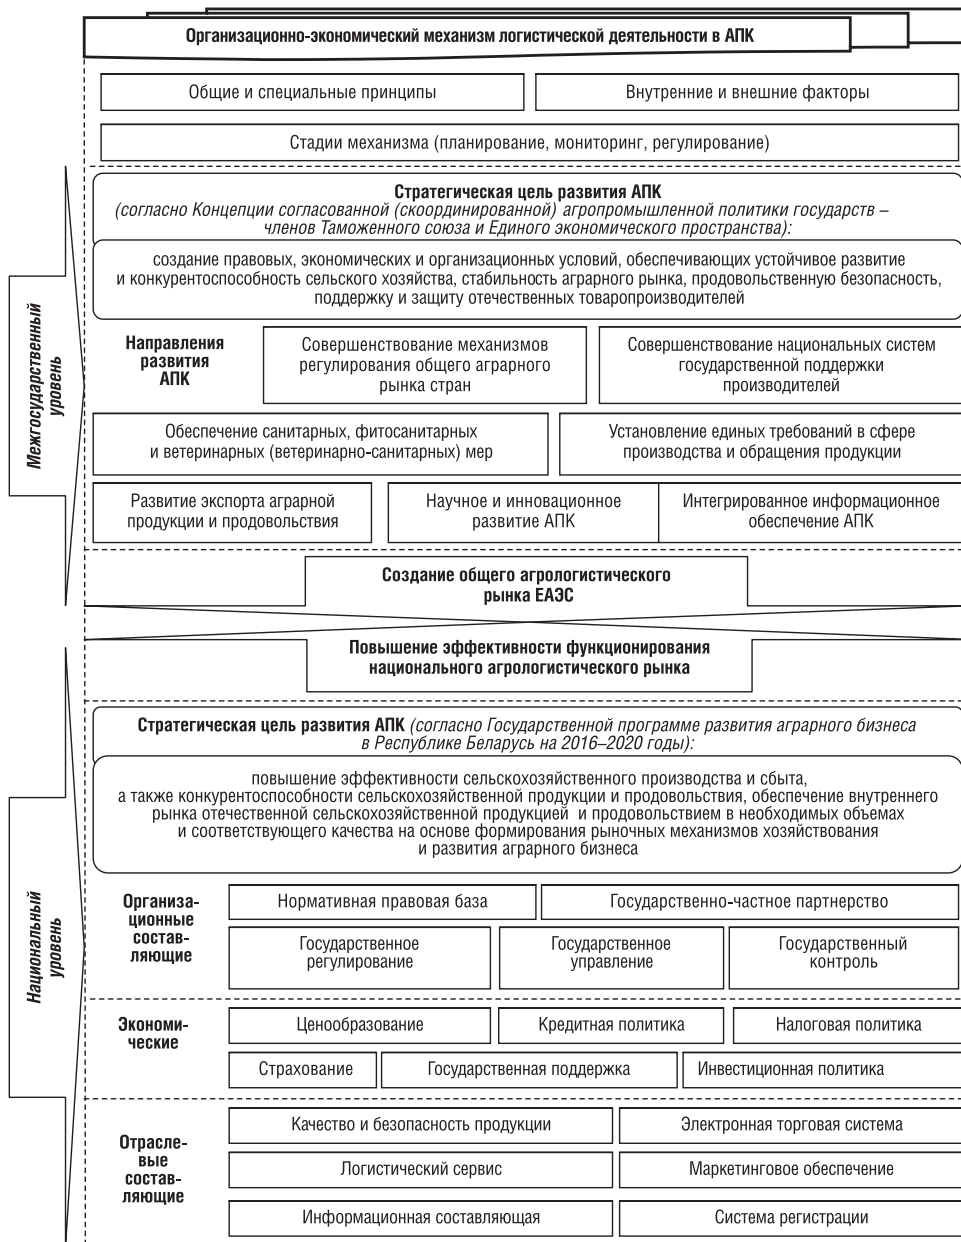 Организационно-экономический механизм логистической деятельности в АПК
Общие и специальные принципы
Внутренние и внешние факторы
Стадии механизма (планирование, мониторинг, регулирование)
Межгосударственный
уровень
Стратегическая цель развития АПК
(согласно Концепции согласованной (скоординированной) агропромышленной политики государств –
членов Таможенного союза и Единого экономического пространства):
создание правовых, экономических и организационных условий, обеспечивающих устойчивое развитие
и конкурентоспособность сельского хозяйства, стабильность аграрного рынка, продовольственную безопасность,
поддержку и защиту отечественных товаропроизводителей
Направления
развития
АПК
Совершенствование механизмов
регулирования общего аграрного
рынка стран
Совершенствование национальных систем
государственной поддержки
производителей
Обеспечение санитарных, фитосанитарных
и ветеринарных (ветеринарно-санитарных) мер
Установление единых требований в сфере
производства и обращения продукции
Развитие экспорта аграрной
продукции и продовольствия
Научное и инновационное
развитие АПК
Интегрированное информационное
обеспечение АПК
Создание общего агрологистического
рынка ЕАЭС
Повышение эффективности функционирования
национального агрологистического рынка
Национальный
уровень
Стратегическая цель развития АПК (согласно Государственной программе развития аграрного бизнеса
в Республике Беларусь на 2016–2020 годы):
повышение эффективности сельскохозяйственного производства и сбыта,
а также конкурентоспособности сельскохозяйственной продукции и продовольствия, обеспечение внутреннего
рынка отечественной сельскохозяйственной продукцией и продовольствием в необходимых объемах
и соответствующего качества на основе формирования рыночных механизмов хозяйствования
и развития аграрного бизнеса
Организа-
ционные
состав-
ляющие
Нормативная правовая база
Государственно-частное партнерство
Государственное
регулирование
Государственное
управление
Государственный
контроль
Экономи-
ческие
Ценообразование
Кредитная политика
Налоговая политика
Страхование
Государственная поддержка
Инвестиционная политика
Отрасле-
вые
состав-
ляющие
Качество и безопасность продукции
Электронная торговая система
Логистический сервис
Маркетинговое обеспечение
Информационная составляющая
Система регистрации